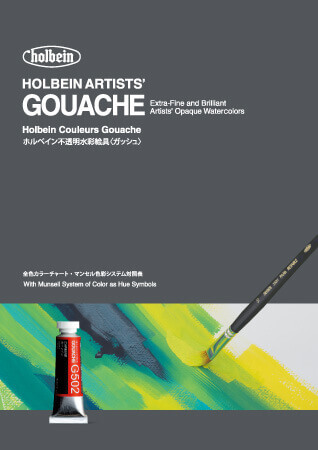 holbein
HOLBEIN ARTISTS'
GOUACHE
Extra-Fine and Brilliant
Artists' Opaque Watercolors
Holbein Couleurs Gouache
ホルベイン不透明水彩絵具〈ガッシュ〉
全色カラーチャート・マンセル色彩システム対照表
With Munsell System of Color as Hue Symbols
GOUACHE G502